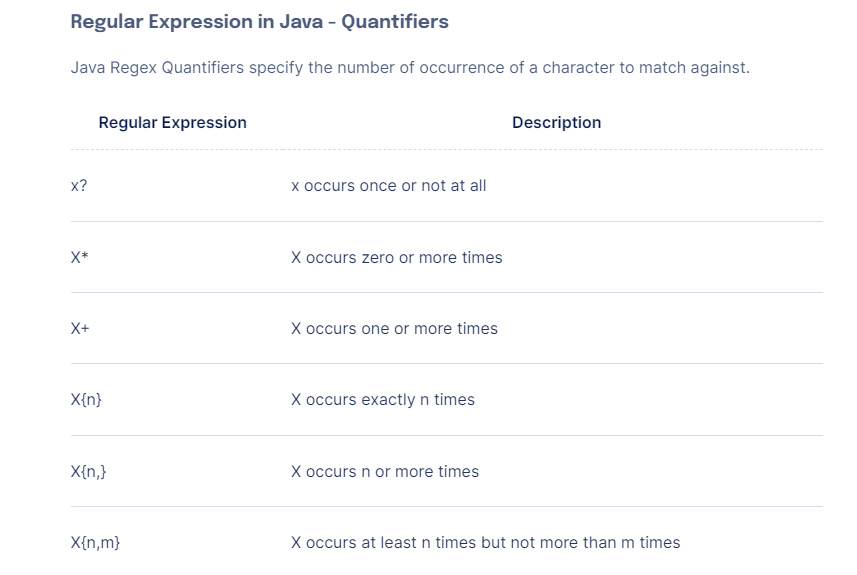 Regular Expression in Java - Quantifiers
Java Regex Quantifiers specify the number of occurrence of a character to match against.
Regular Expression Description
x? x occurs once or not at all
X* X occurs zero or more times
X+ X occurs one or more times
X{n} X occurs exactly n times
X{n,} X occurs n or more times
X{n,m} X occurs at least n times but not more than m times